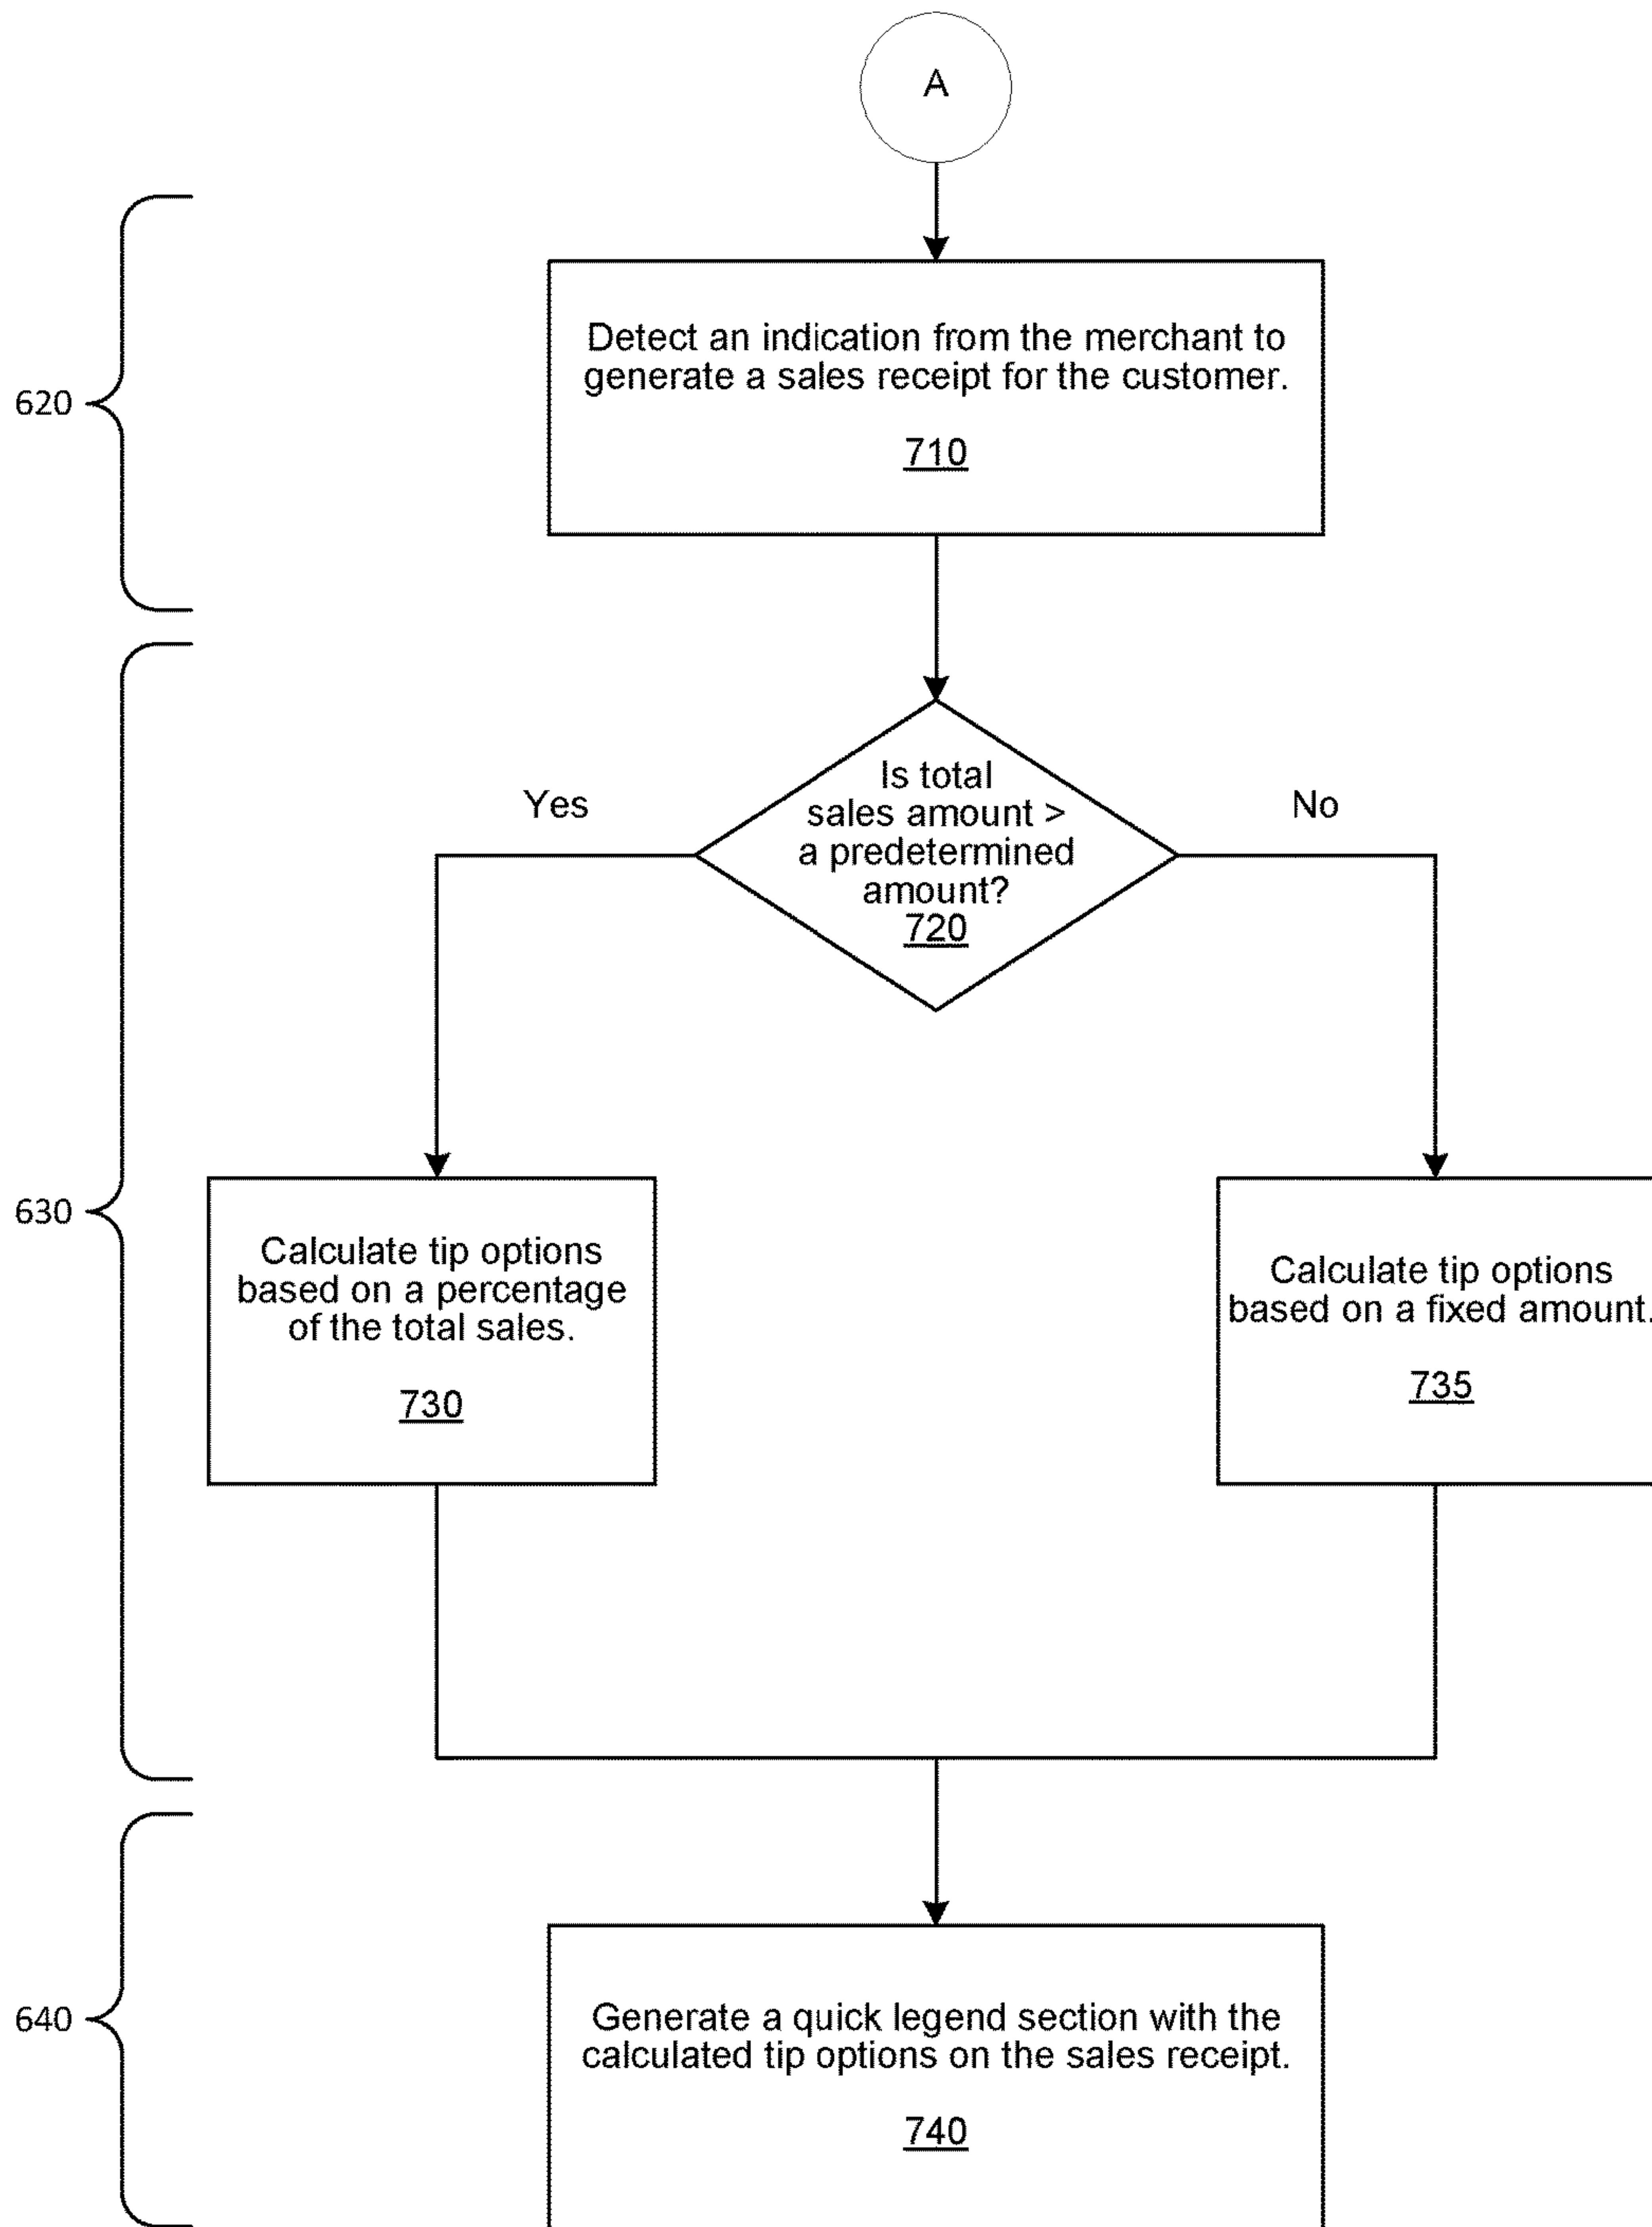 A
620
Detect an indication from the merchant to
generate a sales receipt for the customer.
710
Yes
No
Is total
sales amount >
a predetermined
amount?
720
630
Calculate tip options
based on a percentage
of the total sales.
730
Calculate tip options
based on a fixed amount.
735
640
Generate a quick legend section with the
calculated tip options on the sales receipt.
740